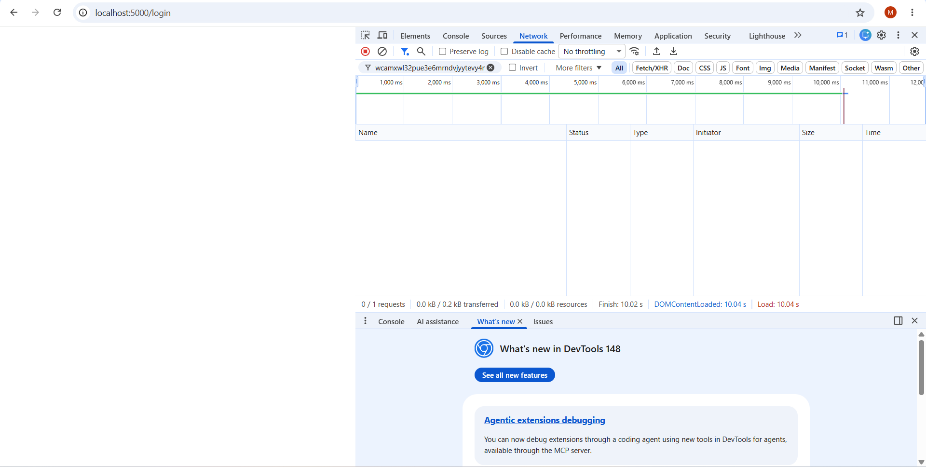 localhost:5000/login
M
Elements Console Sources Network Performance Memory Application Security Lighthouse 1
Preserve log Disable cache No throttling
wcamxwl32pue3e6mrndvjyytevy4r Invert More filters All Fetch/XHR Doc CSS JS Font Img Media Manifest Socket Wasm Other
1,000 ms 2,000 ms 3,000 ms 4,000 ms 5,000 ms 6,000 ms 7,000 ms 8,000 ms 9,000 ms 10,000 ms 11,000 ms 12,00
Name Status Type Initiator Size Time
0 / 1 requests 0.0 kB / 0.2 kB transferred 0.0 kB / 0.0 kB resources Finish: 10.02 s DOMContentLoaded: 10.04 s Load: 10.04 s
Console AI assistance What's new Issues
What's new in DevTools 148
See all new features
Agentic extensions debugging
You can now debug extensions through a coding agent using new tools in DevTools for agents,
available through the MCP server.